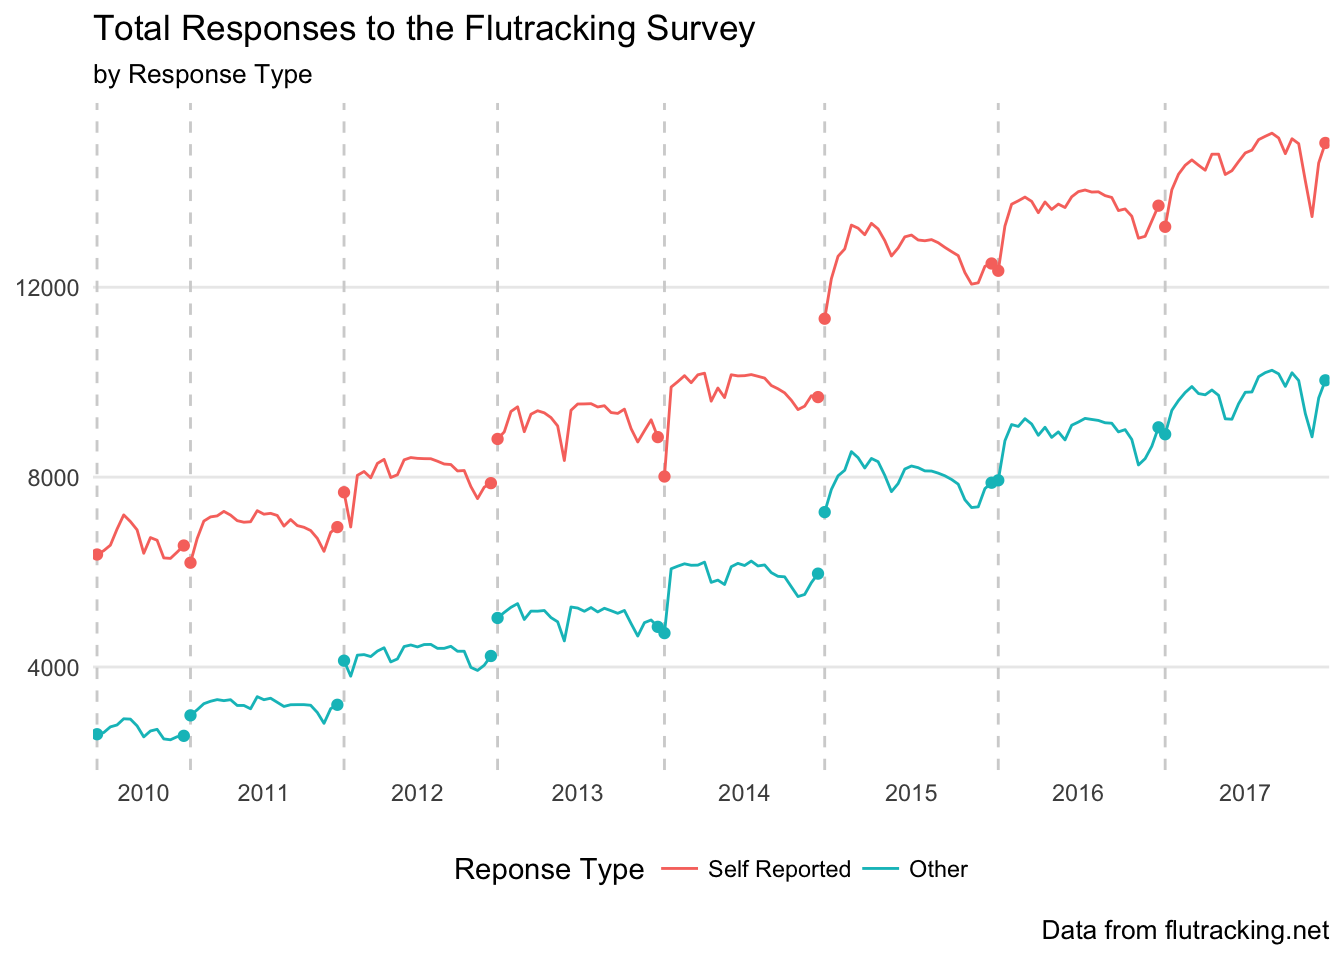 Total Responses to the Flutracking Survey
by Response Type
12000
8000
4000
2010 2011 2012 2013 2014 2015 2016 2017
Reponse Type Self Reported Other
Data from flutracking.net